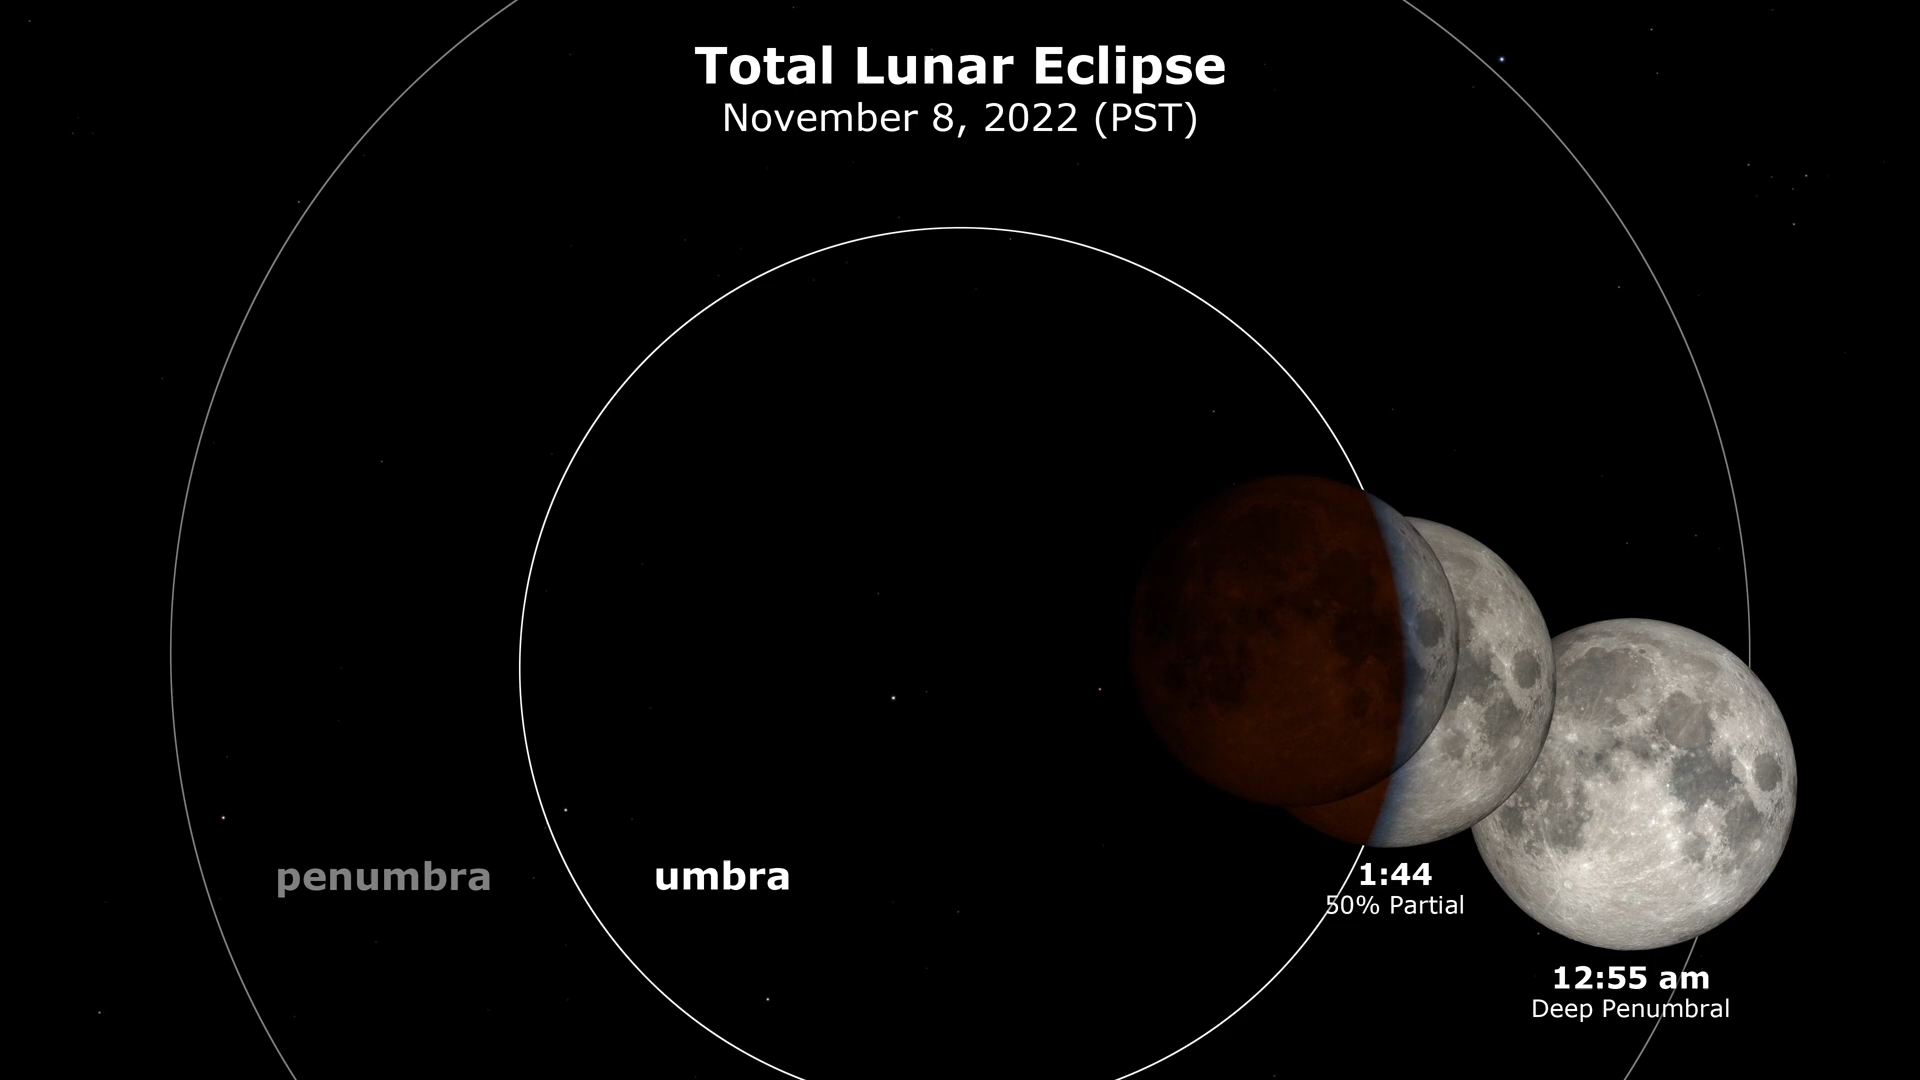 Total Lunar Eclipse
November 8, 2022 (PST)
penumbra
umbra
1:44
50% Partial
12:55 am
Deep Penumbral